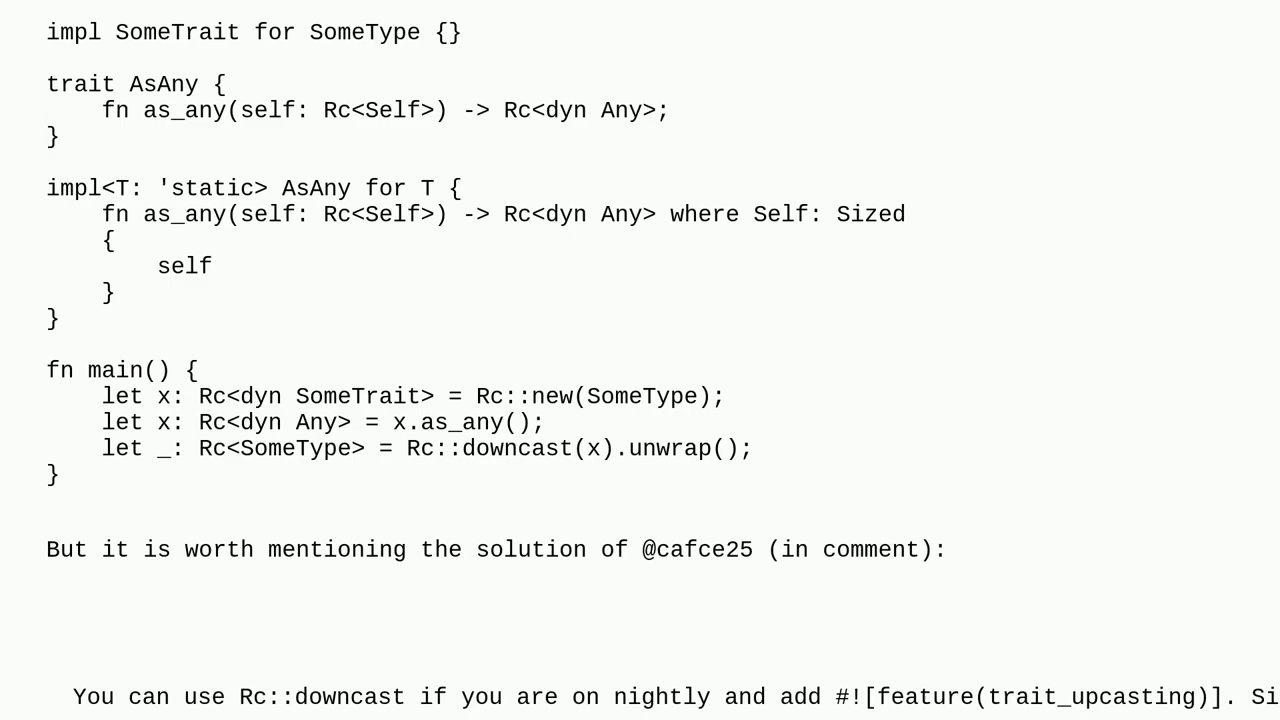 impl SomeTrait for SomeType {}
trait AsAny {
    fn as_any(self: Rc<Self>) -> Rc<dyn Any>;
}
impl<T: 'static> AsAny for T {
    fn as_any(self: Rc<Self>) -> Rc<dyn Any> where Self: Sized
    {
        self
    }
}
fn main() {
    let x: Rc<dyn SomeTrait> = Rc::new(SomeType);
    let x: Rc<dyn Any> = x.as_any();
    let _: Rc<SomeType> = Rc::downcast(x).unwrap();
}
But it is worth mentioning the solution of @cafce25 (in comment):
You can use Rc::downcast if you are on nightly and add #![feature(trait_upcasting)].